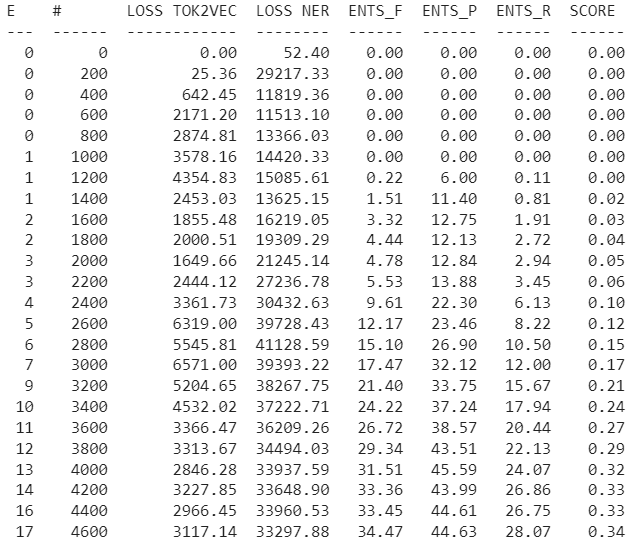 E # LOSS TOK2VEC LOSS NER ENTS_F ENTS_P ENTS_R SCORE
--- ------ ------------ -------- ------ ------ ------ ------
0 0 0.00 52.40 0.00 0.00 0.00 0.00
0 200 25.36 29217.33 0.00 0.00 0.00 0.00
0 400 642.45 11819.36 0.00 0.00 0.00 0.00
0 600 2171.20 11513.10 0.00 0.00 0.00 0.00
0 800 2874.81 13366.03 0.00 0.00 0.00 0.00
1 1000 3578.16 14420.33 0.00 0.00 0.00 0.00
1 1200 4354.83 15085.61 0.22 6.00 0.11 0.00
1 1400 2453.03 13625.15 1.51 11.40 0.81 0.02
2 1600 1855.48 16219.05 3.32 12.75 1.91 0.03
2 1800 2000.51 19309.29 4.44 12.13 2.72 0.04
3 2000 1649.66 21245.14 4.78 12.84 2.94 0.05
3 2200 2444.12 27236.78 5.53 13.88 3.45 0.06
4 2400 3361.73 30432.63 9.61 22.30 6.13 0.10
5 2600 6319.00 39728.43 12.17 23.46 8.22 0.12
6 2800 5545.81 41128.59 15.10 26.90 10.50 0.15
7 3000 6571.00 39393.22 17.47 32.12 12.00 0.17
9 3200 5204.65 38267.75 21.40 33.75 15.67 0.21
10 3400 4532.02 37222.71 24.22 37.24 17.94 0.24
11 3600 3366.47 36209.26 26.72 38.57 20.44 0.27
12 3800 3313.67 34494.03 29.34 43.51 22.13 0.29
13 4000 2846.28 33937.59 31.51 45.59 24.07 0.32
14 4200 3227.85 33648.90 33.36 43.99 26.86 0.33
16 4400 2966.45 33960.53 33.45 44.61 26.75 0.33
17 4600 3117.14 33297.88 34.47 44.63 28.07 0.34